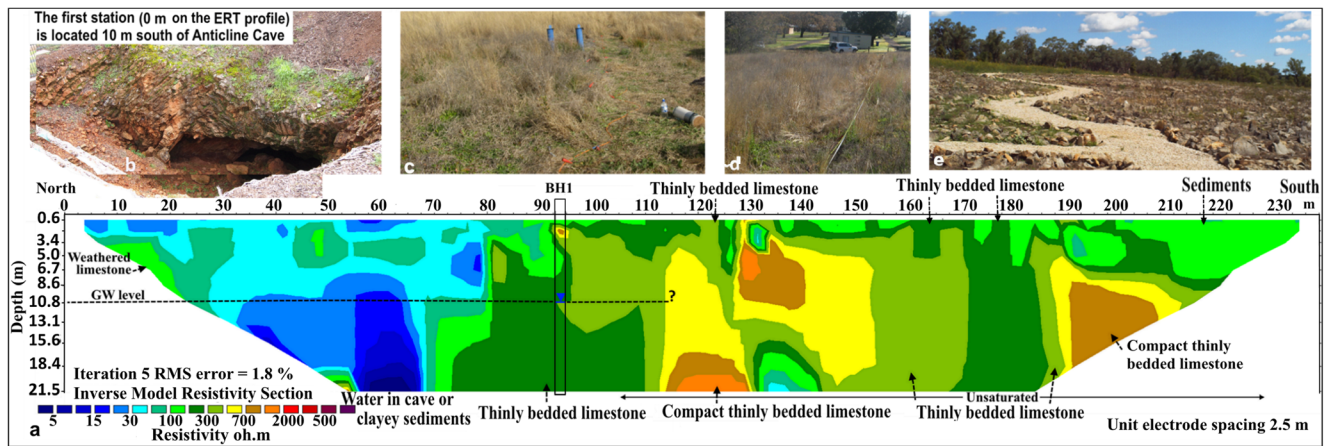 The first station (0 m on the ERT profile)
is located 10 m south of Anticline Cave
b
c
d
e
North
BH1
Thinly bedded limestone
Thinly bedded limestone
Sediments
South
0 10 20 30 40 50 60 70 80 90 100 110 120 130 140 150 160 170 180 190 200 210 220 230 m
0.6
3.4
6.7
8.6
10.8
13.1
15.6
18.4
21.5
Depth (m)
Weathered
limestone
GW level
?
Compact thinly
bedded limestone
Iteration 5 RMS error = 1.8 %
Inverse Model Resistivity Section
Water in cave or
clayey sediments
Thinly bedded limestone
Compact thinly bedded limestone
Unsaturated
Thinly bedded limestone
5 15 30 100 300 700 2000 500
Resistivity oh.m
a
Unit electrode spacing 2.5 m